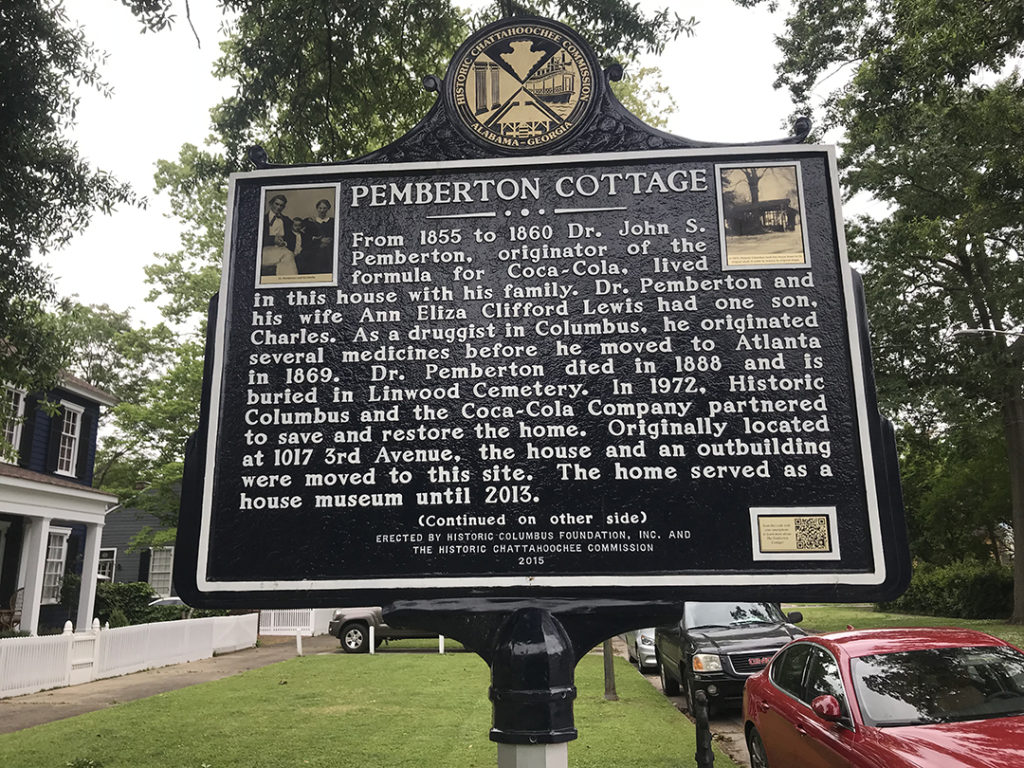 HISTORIC CHATTAHOOCHEE COMMISSION
ALABAMA-GEORGIA
PEMBERTON COTTAGE
From 1855 to 1860 Dr. John S.
Pemberton, originator of the
formula for Coca-Cola, lived
in this house with his family. Dr. Pemberton and
his wife Ann Eliza Clifford Lewis had one son,
Charles. As a druggist in Columbus, he originated
several medicines before he moved to Atlanta
in 1869. Dr. Pemberton died in 1888 and is
buried in Linwood Cemetery. In 1972, Historic
Columbus and the Coca-Cola Company partnered
to save and restore the home. Originally located
at 1017 3rd Avenue, the house and an outbuilding
were moved to this site. The home served as a
house museum until 2013.
(Continued on other side)
ERECTED BY HISTORIC COLUMBUS FOUNDATION, INC. AND
THE HISTORIC CHATTAHOOCHEE COMMISSION
2015